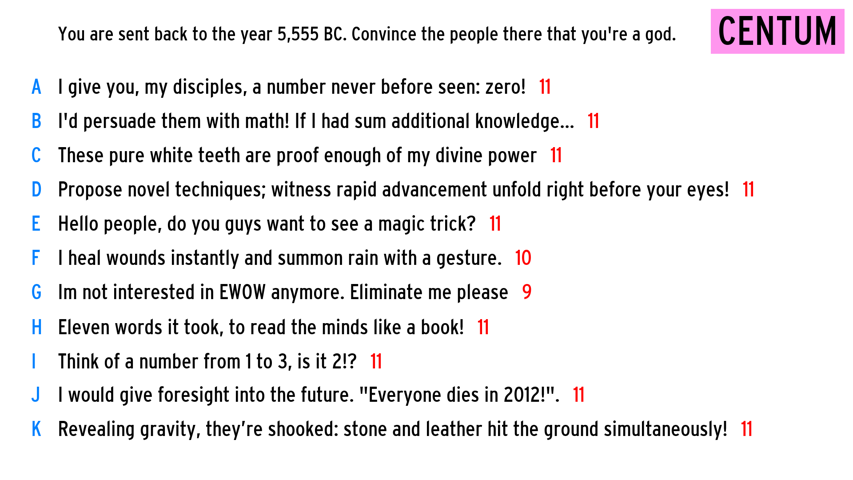 You are sent back to the year 5,555 BC. Convince the people there that you're a god. CENTUM
A I give you, my disciples, a number never before seen: zero! 11
B I'd persuade them with math! If I had sum additional knowledge... 11
C These pure white teeth are proof enough of my divine power 11
D Propose novel techniques; witness rapid advancement unfold right before your eyes! 11
E Hello people, do you guys want to see a magic trick? 11
F I heal wounds instantly and summon rain with a gesture. 10
G Im not interested in EWOW anymore. Eliminate me please 9
H Eleven words it took, to read the minds like a book! 11
I Think of a number from 1 to 3, is it 2!? 11
J I would give foresight into the future. "Everyone dies in 2012!". 11
K Revealing gravity, they’re shooked: stone and leather hit the ground simultaneously! 11